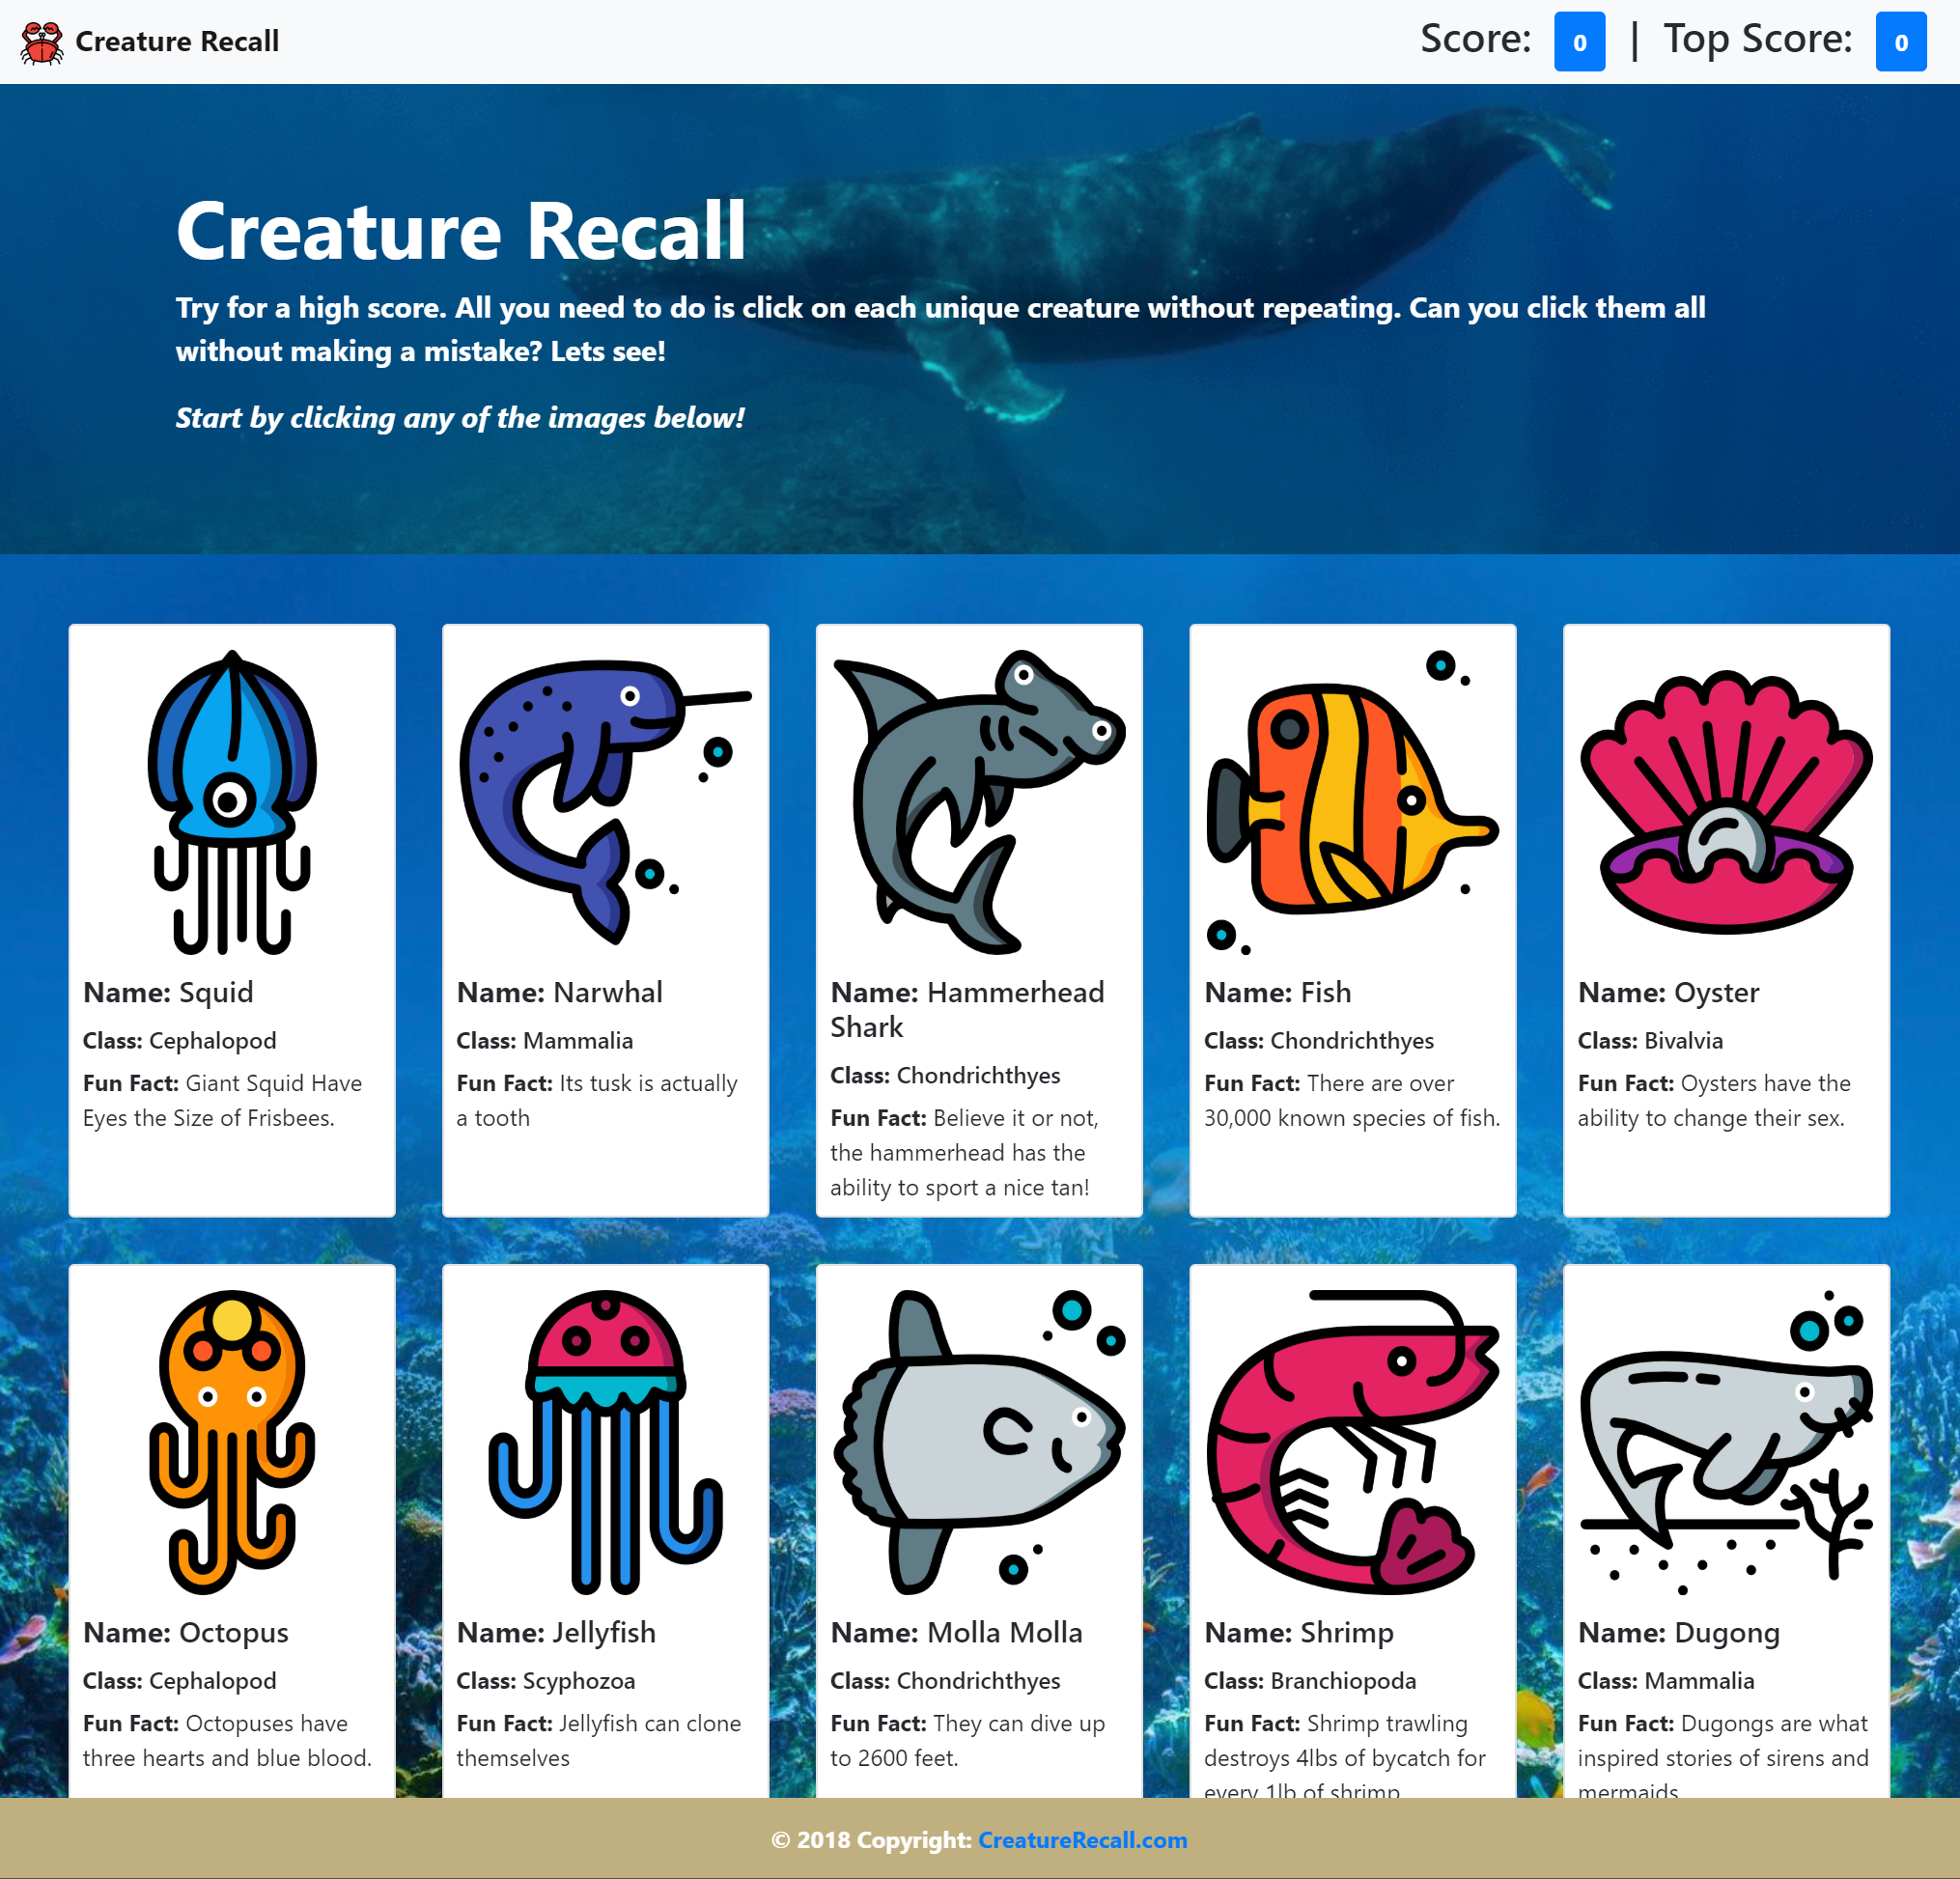 Creature Recall
Score: 0 | Top Score: 0
Creature Recall
Try for a high score. All you need to do is click on each unique creature without repeating. Can you click them all
without making a mistake? Lets see!
Start by clicking any of the images below!
Name: Squid
Class: Cephalopod
Fun Fact: Giant Squid Have
Eyes the Size of Frisbees.
Name: Narwhal
Class: Mammalia
Fun Fact: Its tusk is actually
a tooth
Name: Hammerhead
Shark
Class: Chondrichthyes
Fun Fact: Believe it or not,
the hammerhead has the
ability to sport a nice tan!
Name: Fish
Class: Chondrichthyes
Fun Fact: There are over
30,000 known species of fish.
Name: Oyster
Class: Bivalvia
Fun Fact: Oysters have the
ability to change their sex.
Name: Octopus
Class: Cephalopod
Fun Fact: Octopuses have
three hearts and blue blood.
Name: Jellyfish
Class: Scyphozoa
Fun Fact: Jellyfish can clone
themselves
Name: Molla Molla
Class: Chondrichthyes
Fun Fact: They can dive up
to 2600 feet.
Name: Shrimp
Class: Branchiopoda
Fun Fact: Shrimp trawling
destroys 4lbs of bycatch for
every 1lb of shrimp
Name: Dugong
Class: Mammalia
Fun Fact: Dugongs are what
inspired stories of sirens and
mermaids
© 2018 Copyright: CreatureRecall.com